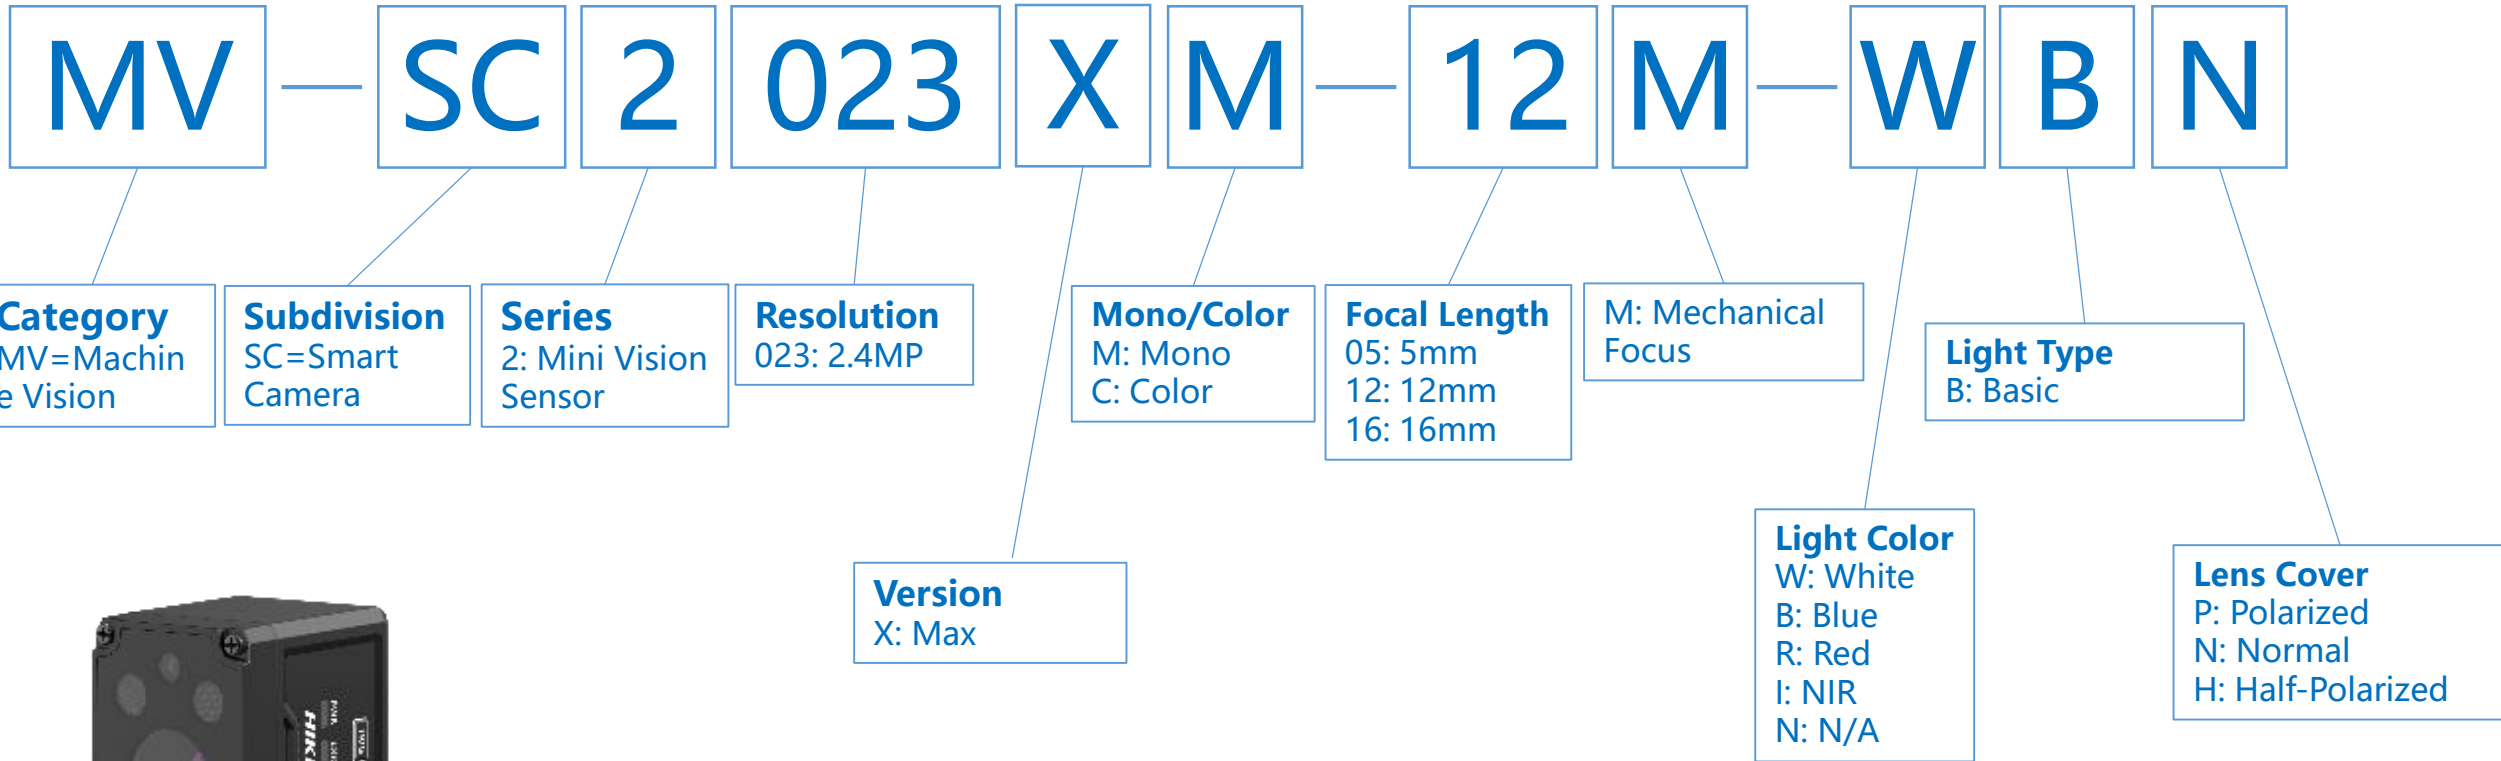 MV — SC 2 023 X M — 12 M — W B N
Category
MV=Machin
e Vision
Subdivision
SC=Smart
Camera
Series
2: Mini Vision
Sensor
Resolution
023: 2.4MP
Mono/Color
M: Mono
C: Color
Focal Length
05: 5mm
12: 12mm
16: 16mm
M: Mechanical
Focus
Light Type
B: Basic
Version
X: Max
Light Color
W: White
B: Blue
R: Red
I: NIR
N: N/A
Lens Cover
P: Polarized
N: Normal
H: Half-Polarized